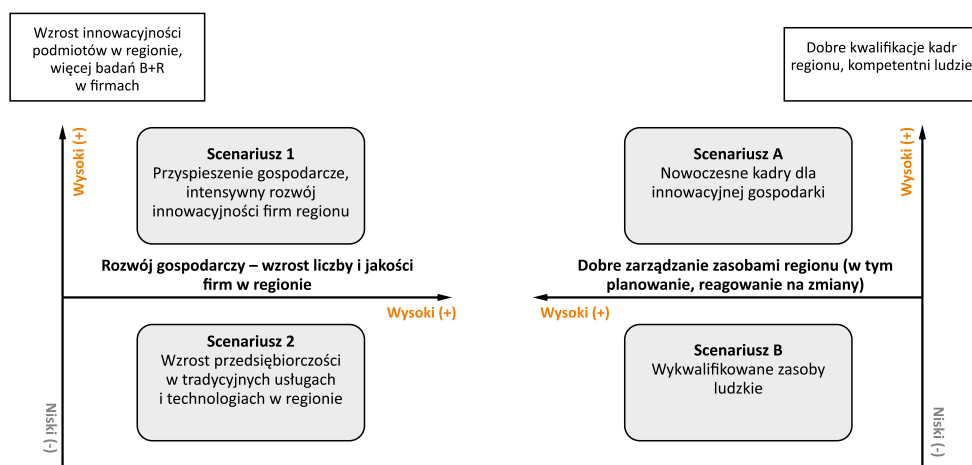 Wzrost innowacyjności
podmiotów w regionie,
więcej badań B+R
w firmach
Dobre kwalifikacje kadr
regionu, kompetentni ludzie
Wysoki (+)
Scenariusz 1
Przyspieszenie gospodarcze,
intensywny rozwój
innowacyjności firm regionu
Scenariusz A
Nowoczesne kadry dla
innowacyjnej gospodarki
Wysoki (+)
Rozwój gospodarczy – wzrost liczby i jakości
firm w regionie
Dobre zarządzanie zasobami regionu (w tym
planowanie, reagowanie na zmiany)
Wysoki (+)
Wysoki (+)
Scenariusz 2
Wzrost przedsiębiorczości
w tradycyjnych usługach
i technologiach w regionie
Scenariusz B
Wykwalifikowane zasoby
ludzkie
Niski (-)
Niski (-)